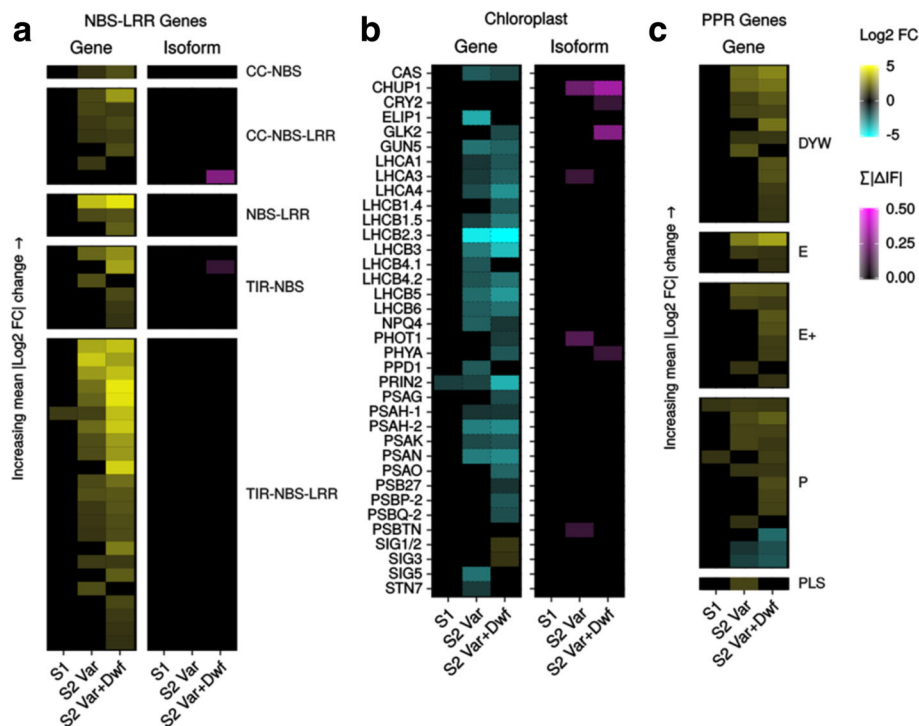 a
NBS-LRR Genes
Gene
Isoform
CC-NBS
CC-NBS-LRR
NBS-LRR
TIR-NBS
TIR-NBS-LRR
Increasing mean |Log2 FC| change →
S1
S2 Var
S2 Var+Dwf
S1
S2 Var
S2 Var+Dwf
b
Chloroplast
Gene
Isoform
CAS
CHUP1
CRY2
ELIP1
GLK2
GUN5
LHCA1
LHCA3
LHCA4
LHCB1.4
LHCB1.5
LHCB2.3
LHCB3
LHCB4.1
LHCB4.2
LHCB5
LHCB6
NPQ4
PHOT1
PHYA
PPD1
PRIN2
PSAG
PSAH-1
PSAH-2
PSAK
PSAN
PSAO
PSB27
PSBP-2
PSBQ-2
PSBTN
SIG1/2
SIG3
SIG5
STN7
S1
S2 Var
S2 Var+Dwf
S1
S2 Var
S2 Var+Dwf
c
PPR Genes
Gene
DYW
E
E+
P
PLS
Increasing mean |Log2 FC| change →
S1
S2 Var
S2 Var+Dwf
Log2 FC
5
0
-5
Σ|ΔIF|
0.50
0.25
0.00